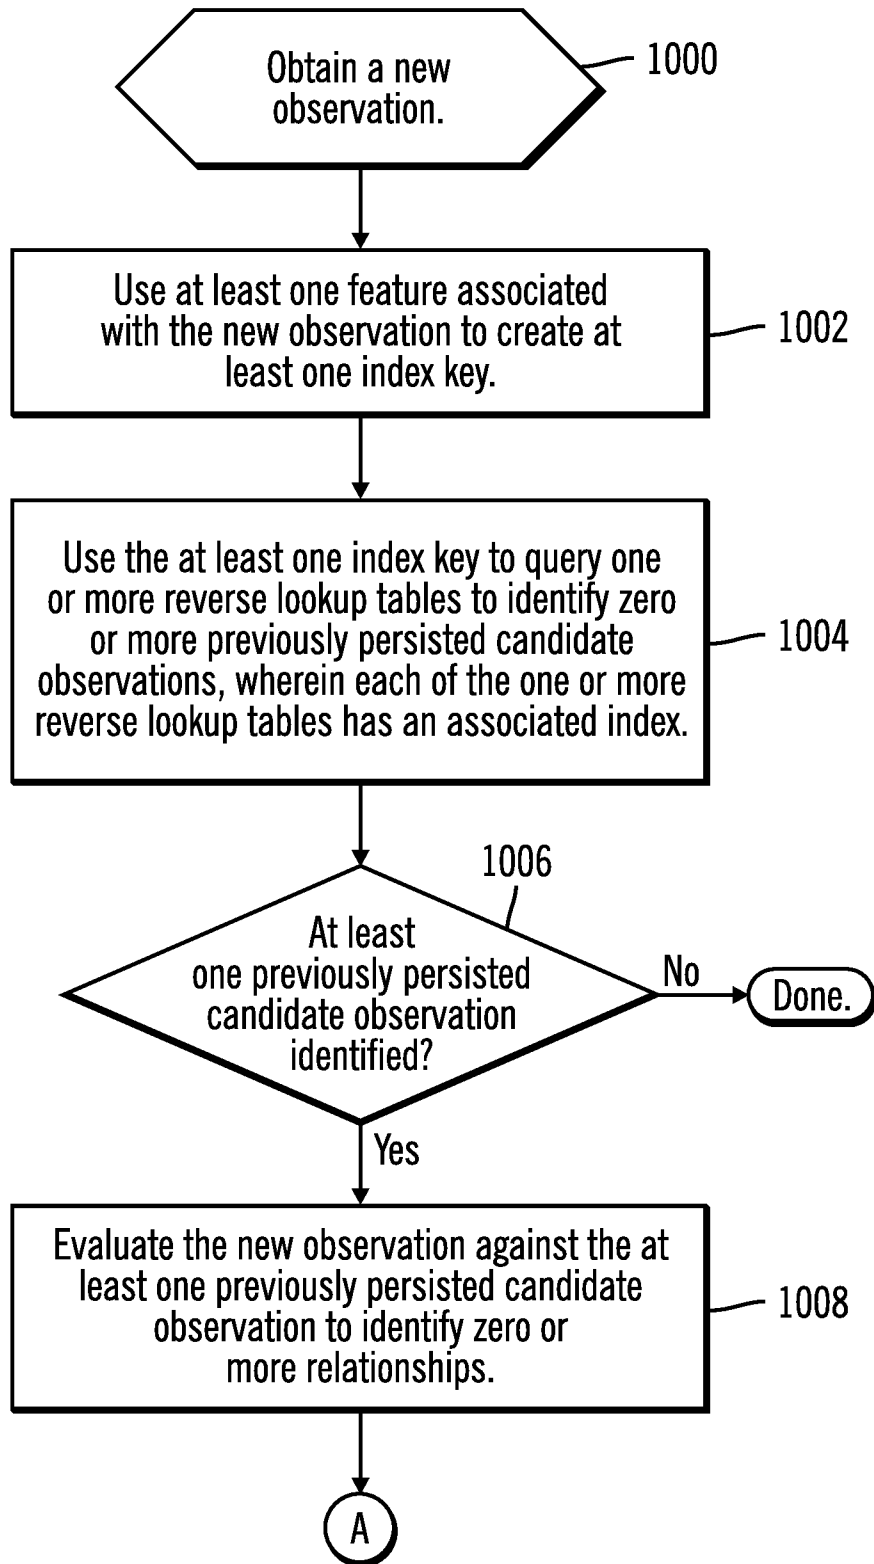 Obtain a new
observation.
1000
Use at least one feature associated
with the new observation to create at
least one index key.
1002
Use the at least one index key to query one
or more reverse lookup tables to identify zero
or more previously persisted candidate
observations, wherein each of the one or more
reverse lookup tables has an associated index.
1004
1006
At least
one previously persisted
candidate observation
identified?
No
Done.
Yes
Evaluate the new observation against the at
least one previously persisted candidate
observation to identify zero or
more relationships.
1008
A